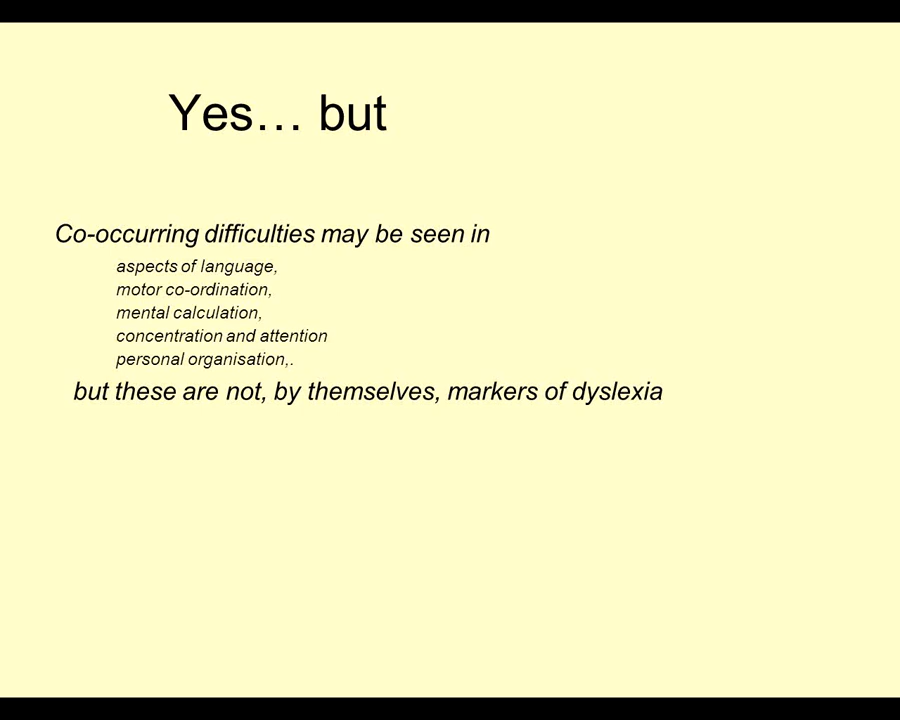 Yes… but
Co-occurring difficulties may be seen in
aspects of language,
motor co-ordination,
mental calculation,
concentration and attention
personal organisation,.
but these are not, by themselves, markers of dyslexia